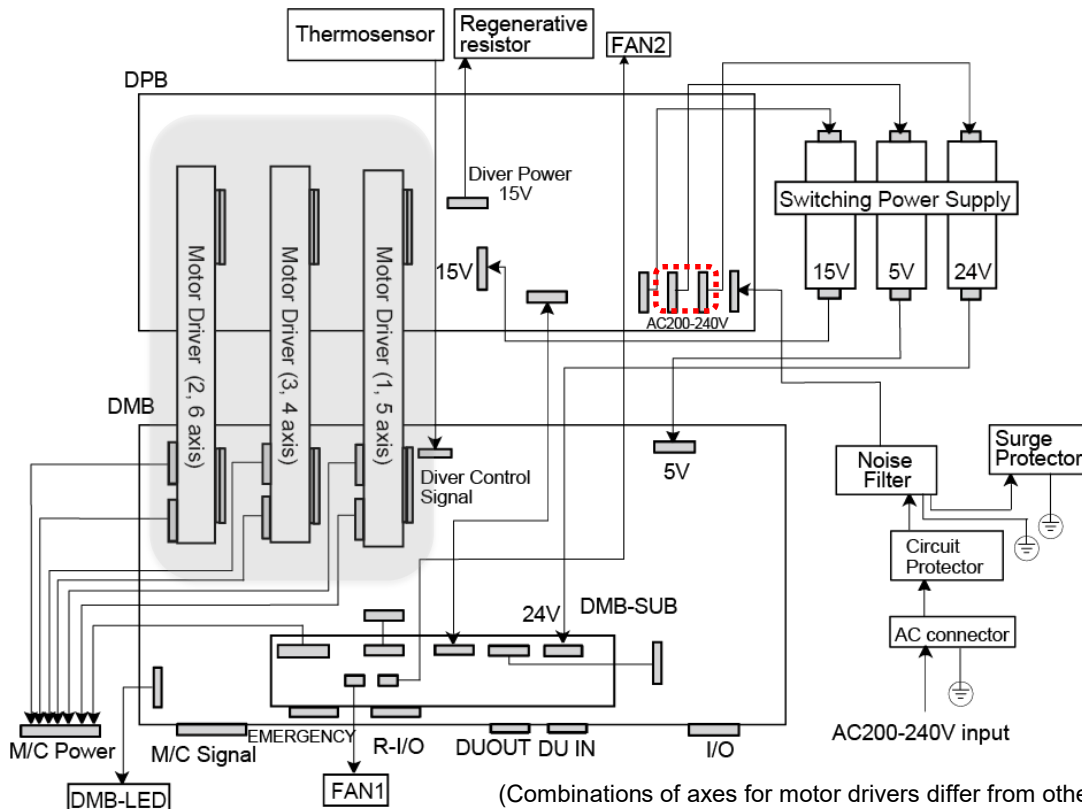 Thermosensor
Regenerative
resistor
FAN2
DPB
Diver Power
15V
15V
AC200-240V
Switching Power Supply
15V
5V
24V
Motor Driver (2, 6 axis)
Motor Driver (3, 4 axis)
Motor Driver (1, 5 axis)
DMB
Diver Control
Signal
5V
Noise
Filter
Surge
Protector
Circuit
Protector
24V
DMB-SUB
AC connector
AC200-240V input
M/C Power
M/C Signal
EMERGENCY
R-I/O
DUOUT
DU IN
I/O
DMB-LED
FAN1
(Combinations of axes for motor drivers differ from othe